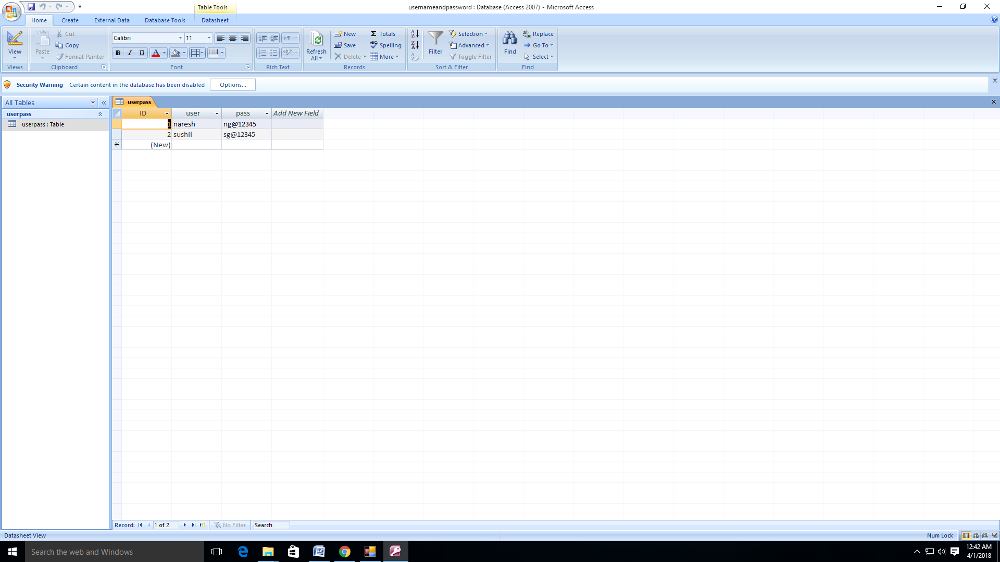 Table Tools
usernameandpassword : Database (Access 2007) - Microsoft Access
Home Create External Data Database Tools Datasheet
View
Views
Paste
Cut
Copy
Format Painter
Clipboard
Calibri 11
B I U A
Font
Rich Text
Refresh All
New
Save
Delete
Σ Totals
Spelling
More
Records
Filter
Selection
Advanced
Toggle Filter
Sort & Filter
Find
Replace
Go To
Select
Find
Security Warning Certain content in the database has been disabled Options...
All Tables
userpass
userpass : Table
userpass
ID user pass Add New Field
1 naresh ng@12345
2 sushil sg@12345
(New)
Record: 1 of 2 No Filter Search
Datasheet View Num Lock
Search the web and Windows
12:42 AM
4/1/2018